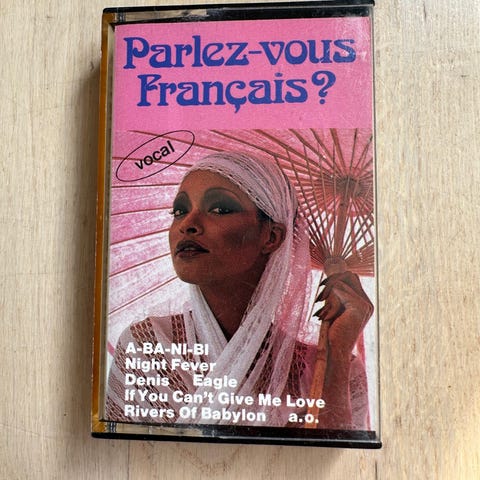 Parlez-vous
Français?
vocal
A-BA-NI-BI
Night Fever
Denis Eagle
If You Can't Give Me Love
Rivers Of Babylon a.o.